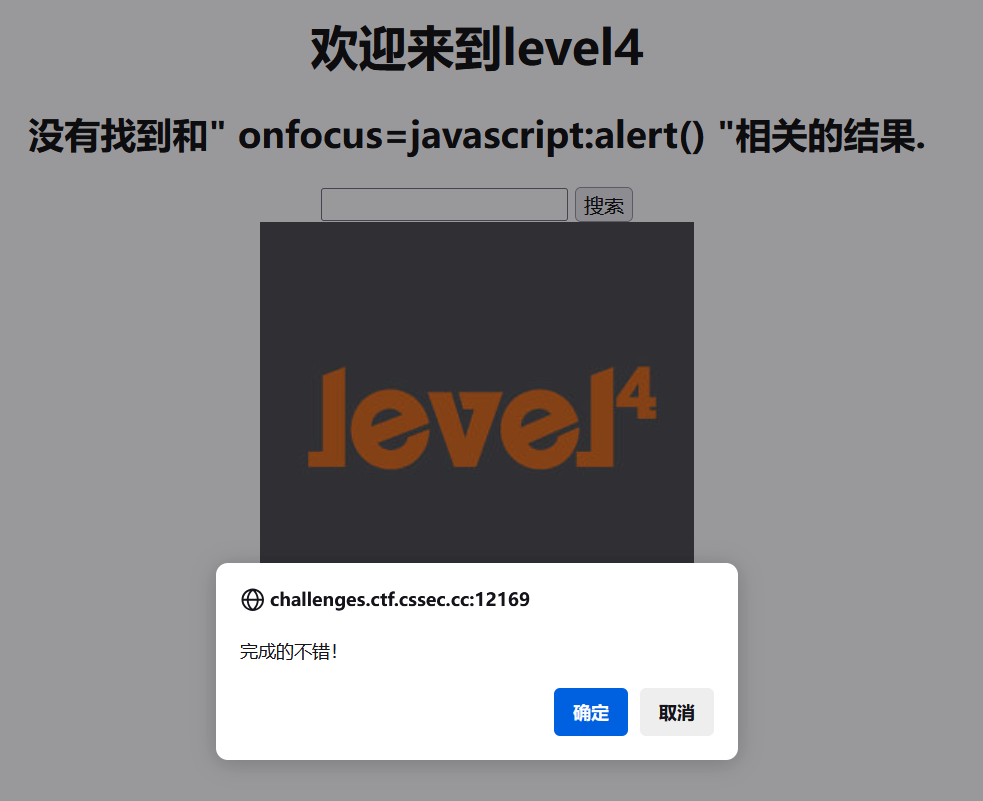 欢迎来到level4
没有找到和" onfocus=javascript:alert() "相关的结果.
搜索
level4
challenges.ctf.cssec.cc:12169
完成的不错！
确定 取消